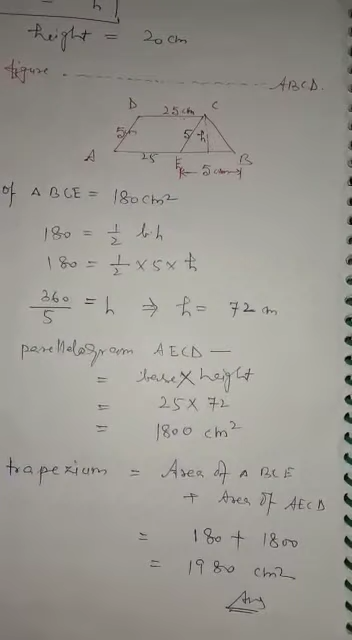 h
height = 20 cm
figure ABCD.
D 25 cm C
5m 5 h
A 25 E 5 cm B
of Δ BCE = 180 cm²
180 = 1/2 bh
180 = 1/2 × 5 × h
360/5 = h ⇒ h = 72 m
parellelogram AECD —
= base × height
= 25 × 72
= 1800 cm²
trapezium = Area of Δ BCE
+ Area of AECD
= 180 + 1800
= 1980 cm²
Ans